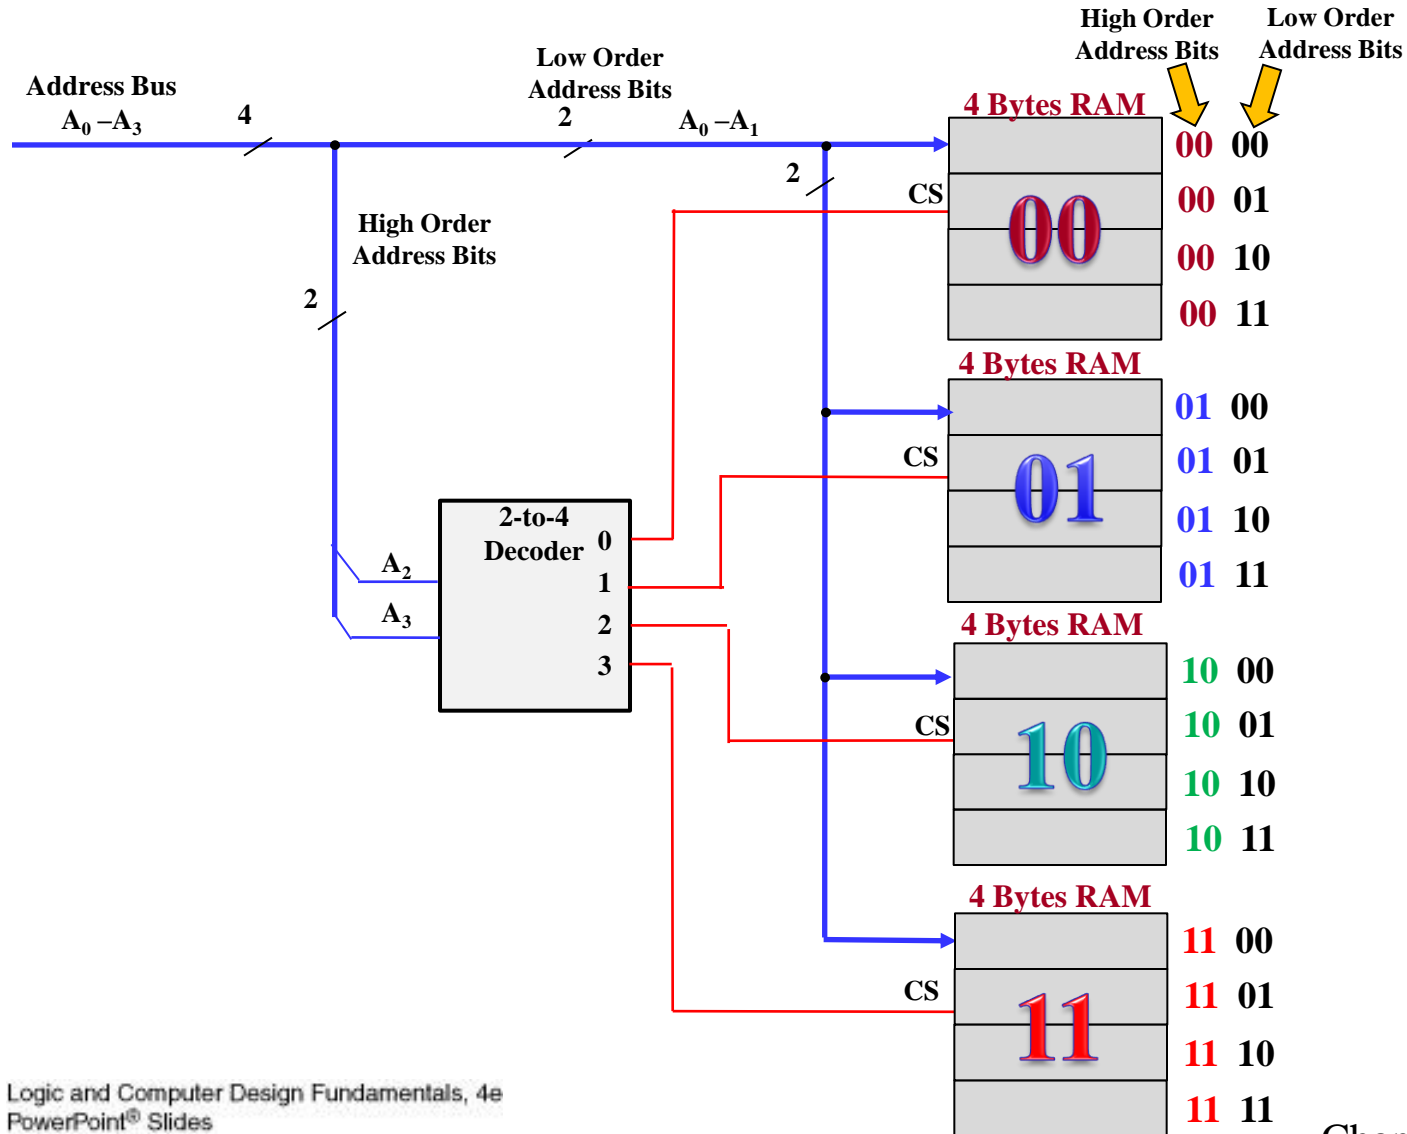 High Order
Address Bits
Low Order
Address Bits
Address Bus
A₀ –A₃
4
Low Order
Address Bits
2
A₀ –A₁
2
High Order
Address Bits
2
4 Bytes RAM
CS
00
00 00
00 01
00 10
00 11
4 Bytes RAM
CS
01
01 00
01 01
01 10
01 11
2-to-4
Decoder
0
1
2
3
A₂
A₃
4 Bytes RAM
CS
10
10 00
10 01
10 10
10 11
4 Bytes RAM
CS
11
11 00
11 01
11 10
11 11
Logic and Computer Design Fundamentals, 4e
PowerPoint® Slides